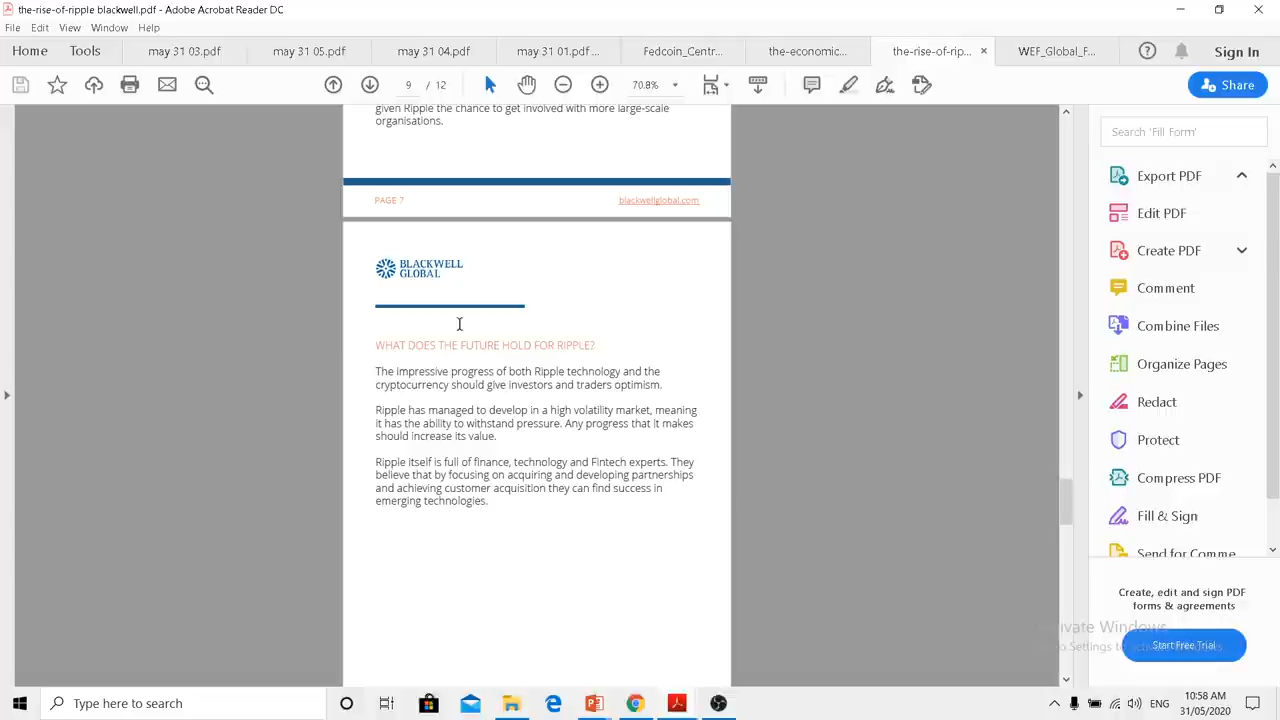 the-rise-of-ripple blackwell.pdf - Adobe Acrobat Reader DC
File Edit View Window Help
Home Tools may 31 03.pdf may 31 05.pdf may 31 04.pdf may 31 01.pdf ... Fedcoin_Centr... the-economic... the-rise-of-rip... × WEF_Global_F... Sign In
9 / 12 70.8% Share
given Ripple the chance to get involved with more large-scale
organisations.
PAGE 7 blackwellglobal.com
BLACKWELL
GLOBAL
WHAT DOES THE FUTURE HOLD FOR RIPPLE?
The impressive progress of both Ripple technology and the
cryptocurrency should give investors and traders optimism.
Ripple has managed to develop in a high volatility market, meaning
it has the ability to withstand pressure. Any progress that it makes
should increase its value.
Ripple itself is full of finance, technology and Fintech experts. They
believe that by focusing on acquiring and developing partnerships
and achieving customer acquisition they can find success in
emerging technologies.
Search 'Fill Form'
Export PDF
Edit PDF
Create PDF
Comment
Combine Files
Organize Pages
Redact
Protect
Compress PDF
Fill & Sign
Send for Comme
Create, edit and sign PDF
forms & agreements
Start Free Trial
Type here to search
ENG
10:58 AM
31/05/2020